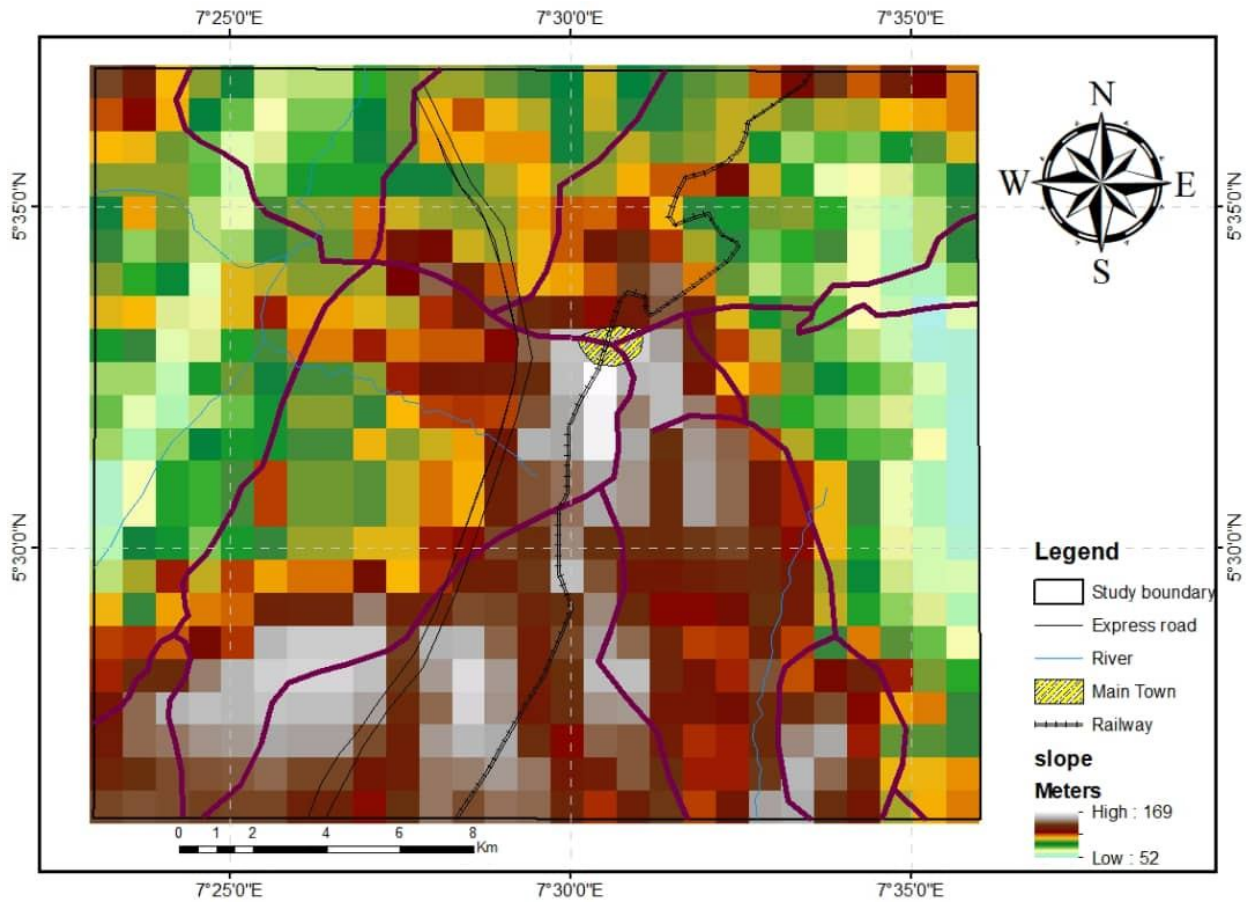 7°25'0"E 7°30'0"E 7°35'0"E
N
W E
S
5°35'0"N 5°35'0"N
5°30'0"N 5°30'0"N
Legend
Study boundary
Express road
River
Main Town
Railway
slope
Meters
High : 169
Low : 52
0 1 2 4 6 8
Km
7°25'0"E 7°30'0"E 7°35'0"E